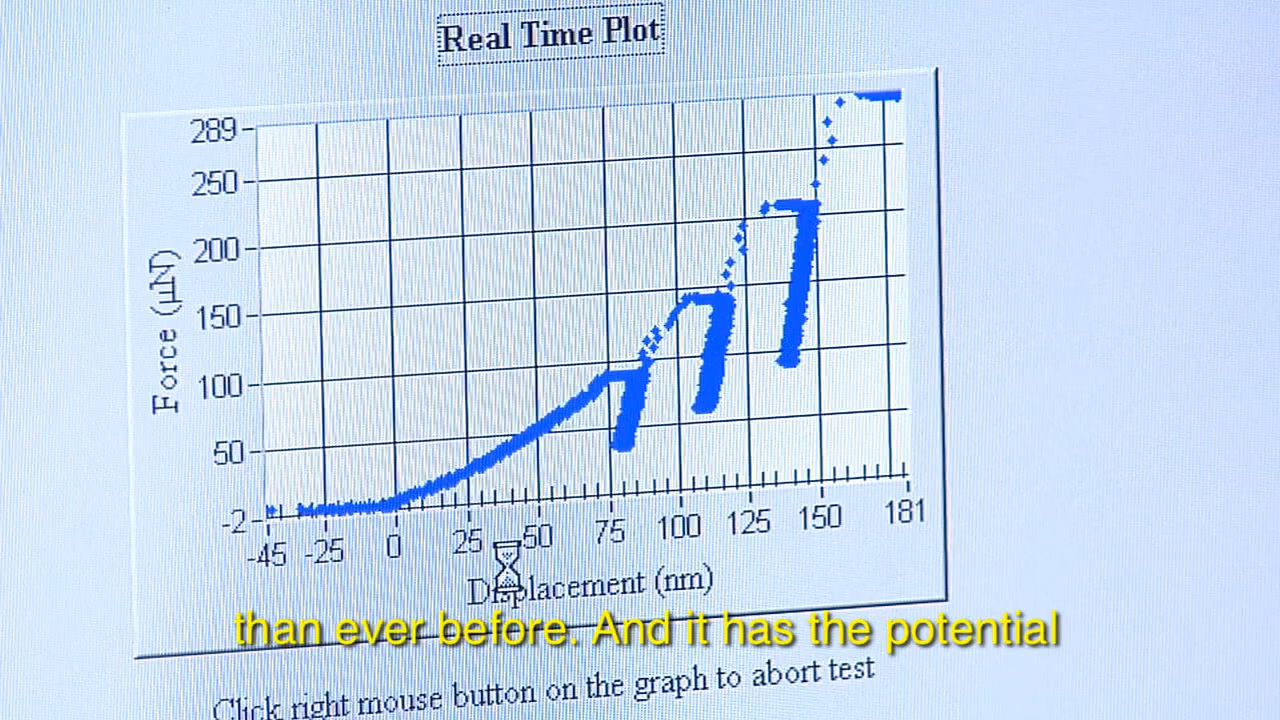 Real Time Plot
289
250
200
150
100
50
-2
Force (µN)
-45 -25 0 25 50 75 100 125 150 181
Displacement (nm)
than ever before. And it has the potential
Click right mouse button on the graph to abort test